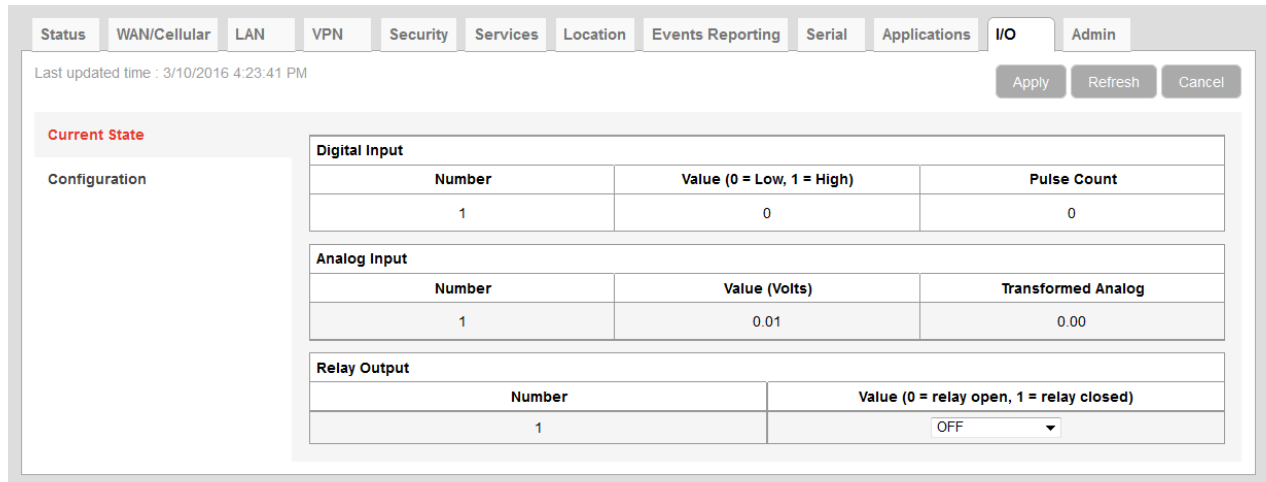 Status WAN/Cellular LAN VPN Security Services Location Events Reporting Serial Applications I/O Admin
Last updated time : 3/10/2016 4:23:41 PM
Apply Refresh Cancel
Current State
Configuration
Digital Input
Number Value (0 = Low, 1 = High) Pulse Count
1 0 0
Analog Input
Number Value (Volts) Transformed Analog
1 0.01 0.00
Relay Output
Number Value (0 = relay open, 1 = relay closed)
1 OFF